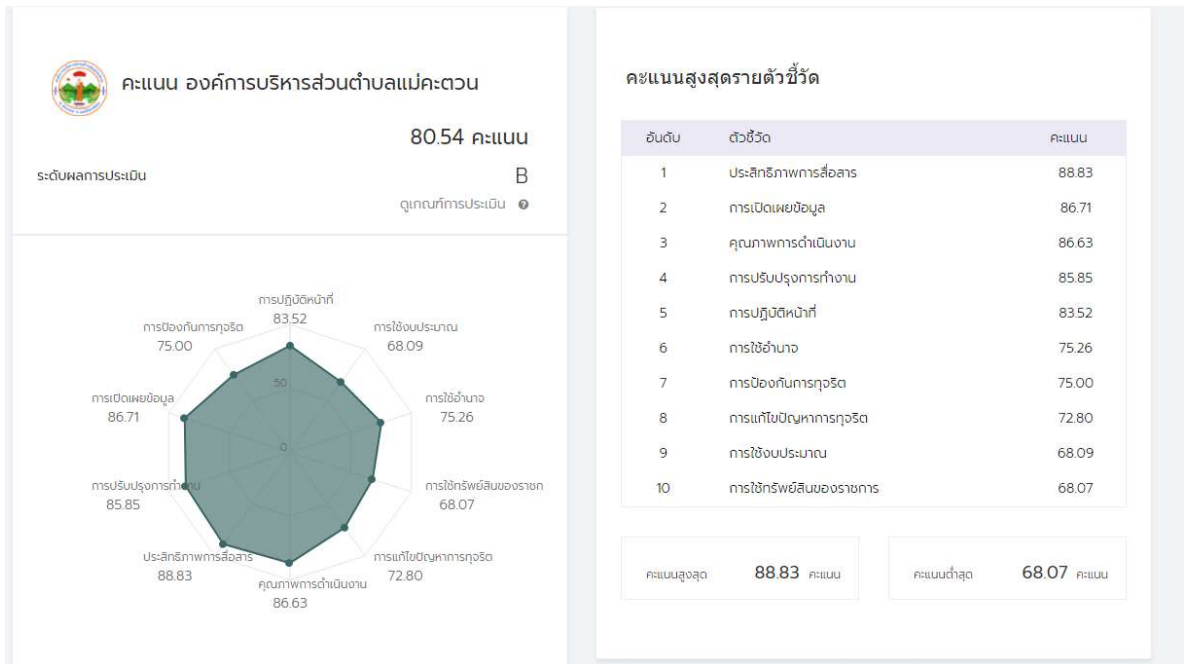 คะแนน องค์การบริหารส่วนตำบลแม่คะตวน
80.54 คะแนน
ระดับผลการประเมิน B
ดูเกณฑ์การประเมิน
การปฏิบัติหน้าที่
83.52
การป้องกันการทุจริต
75.00
การใช้งบประมาณ
68.09
50
การเปิดเผยข้อมูล
86.71
การใช้อำนาจ
75.26
0
การปรับปรุงการทำงาน
85.85
การใช้ทรัพย์สินของราชก
68.07
ประสิทธิภาพการสื่อสาร
88.83
การแก้ไขปัญหาการทุจริต
72.80
คุณภาพการดำเนินงาน
86.63
คะแนนสูงสุดรายตัวชี้วัด
อันดับ ตัวชี้วัด คะแนน
1 ประสิทธิภาพการสื่อสาร 88.83
2 การเปิดเผยข้อมูล 86.71
3 คุณภาพการดำเนินงาน 86.63
4 การปรับปรุงการทำงาน 85.85
5 การปฏิบัติหน้าที่ 83.52
6 การใช้อำนาจ 75.26
7 การป้องกันการทุจริต 75.00
8 การแก้ไขปัญหาการทุจริต 72.80
9 การใช้งบประมาณ 68.09
10 การใช้ทรัพย์สินของราชการ 68.07
คะแนนสูงสุด 88.83 คะแนน
คะแนนต่ำสุด 68.07 คะแนน